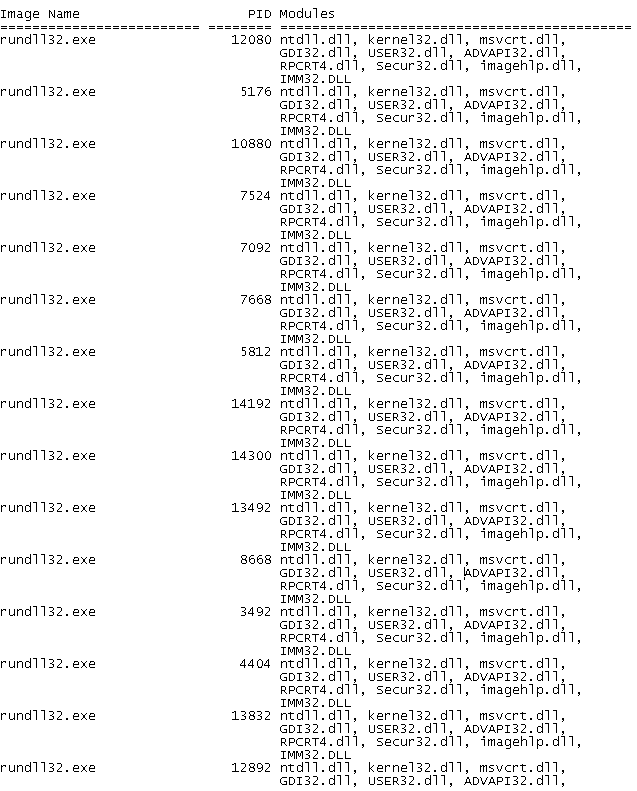 Image Name                   PID Modules
========================= ======== ============================================
rundll32.exe               12080 ntdll.dll, kernel32.dll, msvcrt.dll,
GDI32.dll, USER32.dll, ADVAPI32.dll,
RPCRT4.dll, Secur32.dll, imagehlp.dll,
IMM32.DLL
rundll32.exe                5176 ntdll.dll, kernel32.dll, msvcrt.dll,
GDI32.dll, USER32.dll, ADVAPI32.dll,
RPCRT4.dll, Secur32.dll, imagehlp.dll,
IMM32.DLL
rundll32.exe               10880 ntdll.dll, kernel32.dll, msvcrt.dll,
GDI32.dll, USER32.dll, ADVAPI32.dll,
RPCRT4.dll, Secur32.dll, imagehlp.dll,
IMM32.DLL
rundll32.exe                7524 ntdll.dll, kernel32.dll, msvcrt.dll,
GDI32.dll, USER32.dll, ADVAPI32.dll,
RPCRT4.dll, Secur32.dll, imagehlp.dll,
IMM32.DLL
rundll32.exe                7092 ntdll.dll, kernel32.dll, msvcrt.dll,
GDI32.dll, USER32.dll, ADVAPI32.dll,
RPCRT4.dll, Secur32.dll, imagehlp.dll,
IMM32.DLL
rundll32.exe                7668 ntdll.dll, kernel32.dll, msvcrt.dll,
GDI32.dll, USER32.dll, ADVAPI32.dll,
RPCRT4.dll, Secur32.dll, imagehlp.dll,
IMM32.DLL
rundll32.exe                5812 ntdll.dll, kernel32.dll, msvcrt.dll,
GDI32.dll, USER32.dll, ADVAPI32.dll,
RPCRT4.dll, Secur32.dll, imagehlp.dll,
IMM32.DLL
rundll32.exe               14192 ntdll.dll, kernel32.dll, msvcrt.dll,
GDI32.dll, USER32.dll, ADVAPI32.dll,
RPCRT4.dll, Secur32.dll, imagehlp.dll,
IMM32.DLL
rundll32.exe               14300 ntdll.dll, kernel32.dll, msvcrt.dll,
GDI32.dll, USER32.dll, ADVAPI32.dll,
RPCRT4.dll, Secur32.dll, imagehlp.dll,
IMM32.DLL
rundll32.exe               13492 ntdll.dll, kernel32.dll, msvcrt.dll,
GDI32.dll, USER32.dll, ADVAPI32.dll,
RPCRT4.dll, Secur32.dll, imagehlp.dll,
IMM32.DLL
rundll32.exe                8668 ntdll.dll, kernel32.dll, msvcrt.dll,
GDI32.dll, USER32.dll, ADVAPI32.dll,
RPCRT4.dll, Secur32.dll, imagehlp.dll,
IMM32.DLL
rundll32.exe                3492 ntdll.dll, kernel32.dll, msvcrt.dll,
GDI32.dll, USER32.dll, ADVAPI32.dll,
RPCRT4.dll, Secur32.dll, imagehlp.dll,
IMM32.DLL
rundll32.exe                4404 ntdll.dll, kernel32.dll, msvcrt.dll,
GDI32.dll, USER32.dll, ADVAPI32.dll,
RPCRT4.dll, Secur32.dll, imagehlp.dll,
IMM32.DLL
rundll32.exe               13832 ntdll.dll, kernel32.dll, msvcrt.dll,
GDI32.dll, USER32.dll, ADVAPI32.dll,
RPCRT4.dll, Secur32.dll, imagehlp.dll,
IMM32.DLL
rundll32.exe               12892 ntdll.dll, kernel32.dll, msvcrt.dll,
GDI32.dll, USER32.dll, ADVAPI32.dll,